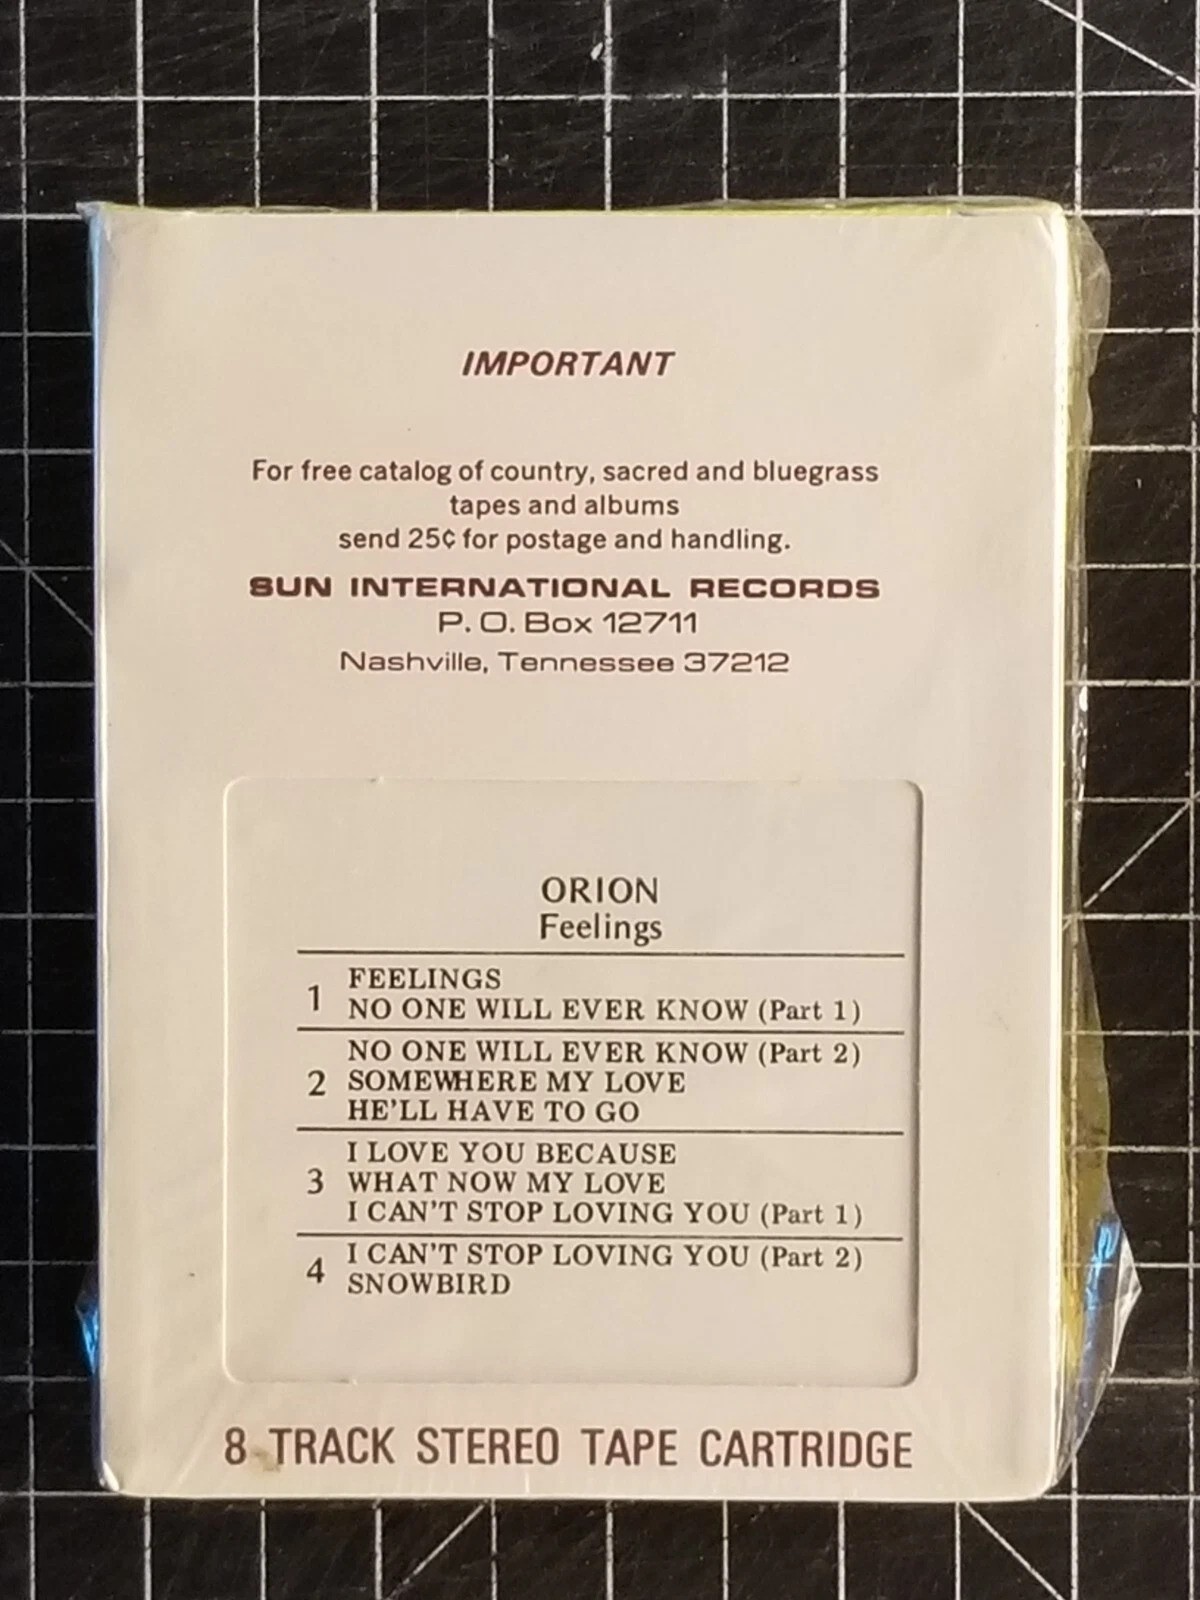 IMPORTANT
For free catalog of country, sacred and bluegrass
tapes and albums
send 25¢ for postage and handling.
SUN INTERNATIONAL RECORDS
P. O. Box 12711
Nashville, Tennessee 37212
ORION
Feelings
1 FEELINGS
NO ONE WILL EVER KNOW (Part 1)
NO ONE WILL EVER KNOW (Part 2)
2 SOMEWHERE MY LOVE
HE'LL HAVE TO GO
I LOVE YOU BECAUSE
3 WHAT NOW MY LOVE
I CAN'T STOP LOVING YOU (Part 1)
I CAN'T STOP LOVING YOU (Part 2)
4 SNOWBIRD
8 TRACK STEREO TAPE CARTRIDGE